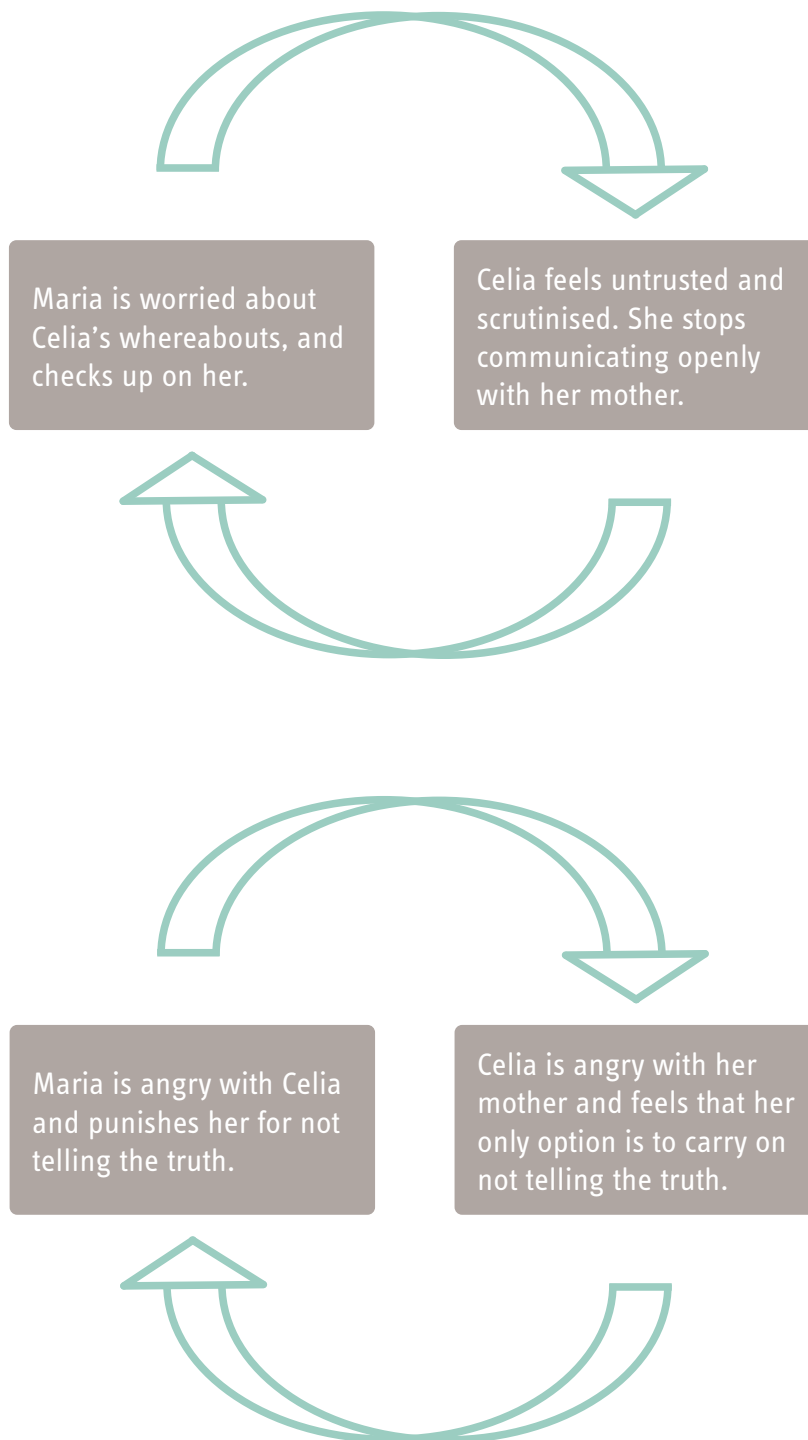 Maria is worried about
Celia’s whereabouts, and
checks up on her.
Celia feels untrusted and
scrutinised. She stops
communicating openly
with her mother.
Maria is angry with Celia
and punishes her for not
telling the truth.
Celia is angry with her
mother and feels that her
only option is to carry on
not telling the truth.